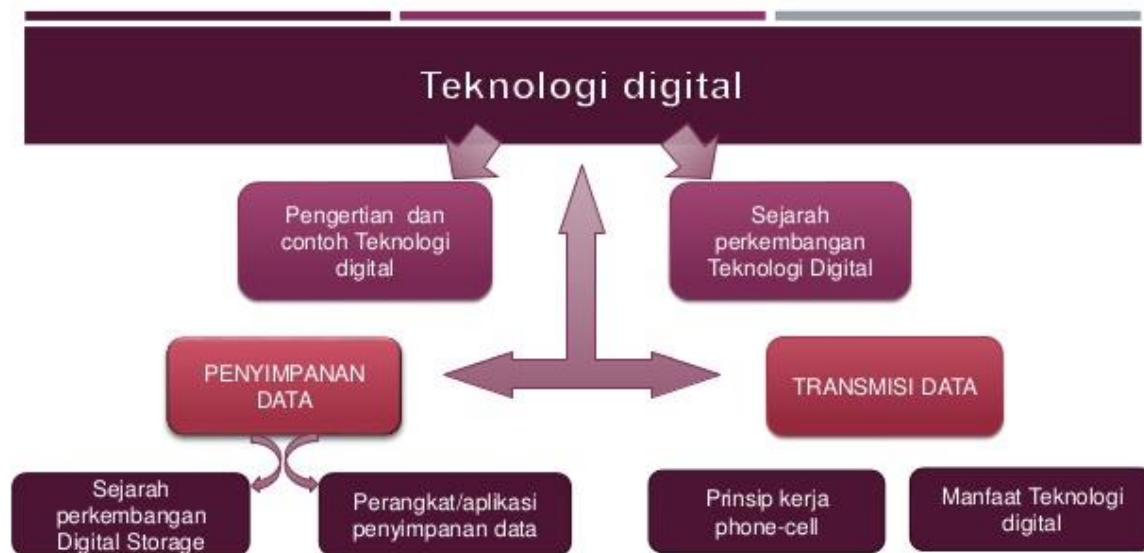 Teknologi digital
Pengertian dan
contoh Teknologi
digital
Sejarah
perkembangan
Teknologi Digital
PENYIMPANAN
DATA
TRANSMISI DATA
Sejarah
perkembangan
Digital Storage
Perangkat/aplikasi
penyimpanan data
Prinsip kerja
phone-cell
Manfaat Teknologi
digital